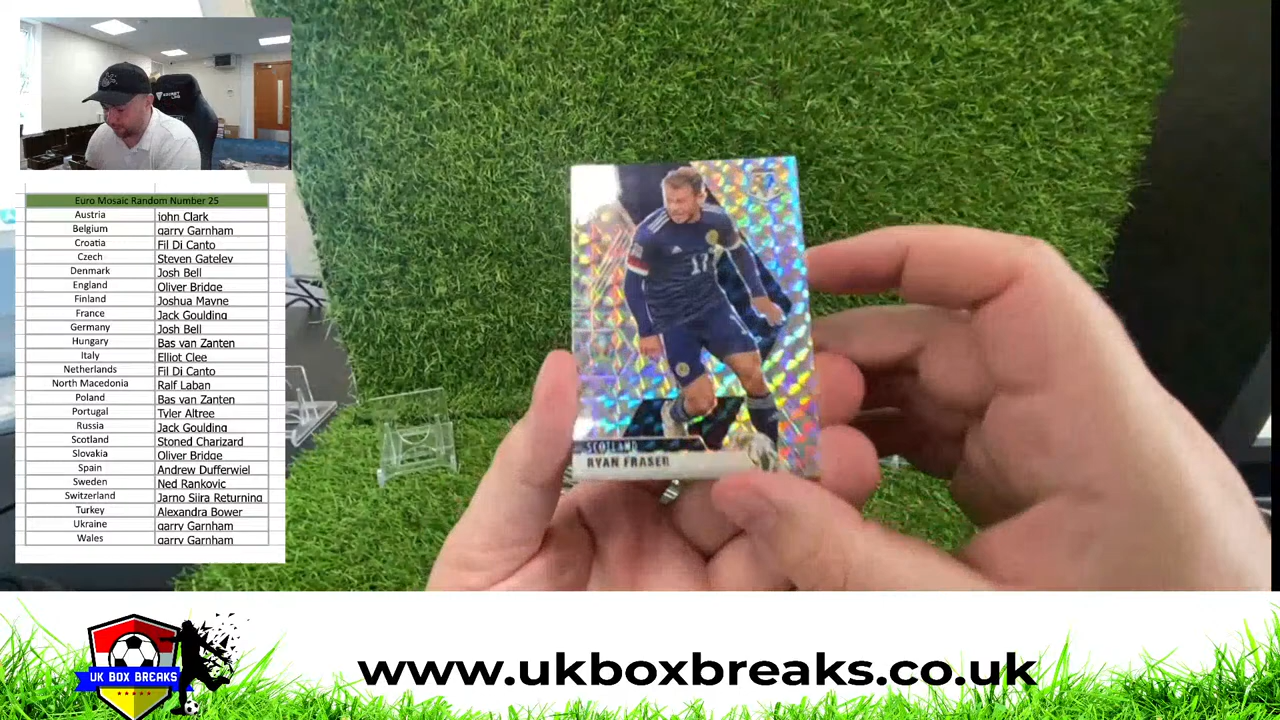 Euro Mosaic Random Number 25
Austria john Clark
Belgium garry Garnham
Croatia Fil Di Canto
Czech Steven Gateley
Denmark Josh Bell
England Oliver Bridge
Finland Joshua Mayne
France Jack Goulding
Germany Josh Bell
Hungary Bas van Zanten
Italy Elliot Clee
Netherlands Fil Di Canto
North Macedonia Ralf Laban
Poland Bas van Zanten
Portugal Tyler Altree
Russia Jack Goulding
Scotland Stoned Charizard
Slovakia Oliver Bridge
Spain Andrew Dufferwiel
Sweden Ned Rankovic
Switzerland Jarno Siira Returning
Turkey Alexandra Bower
Ukraine garry Garnham
Wales garry Garnham
17
SCOTLAND
RYAN FRASER
UK BOX BREAKS
www.ukboxbreaks.co.uk